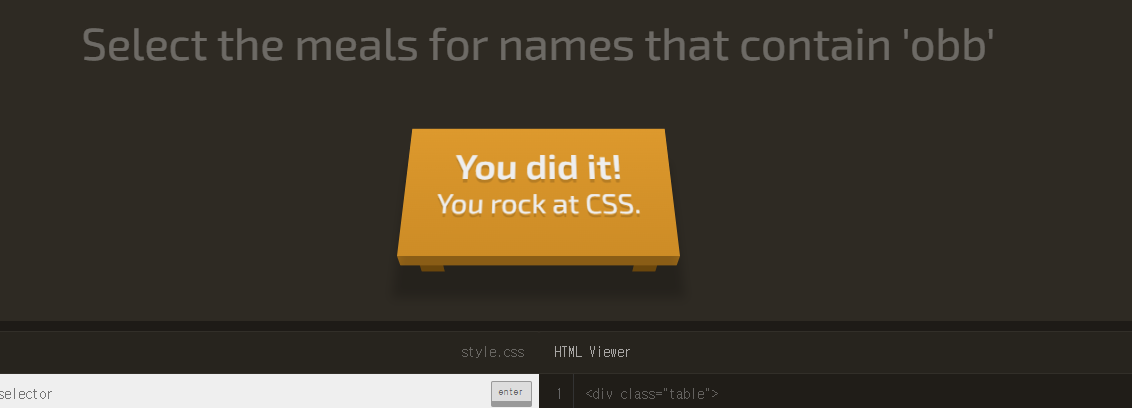 Select the meals for names that contain 'obb'
You did it!
You rock at CSS.
style.css HTML Viewer
selector enter 1 <div class="table">